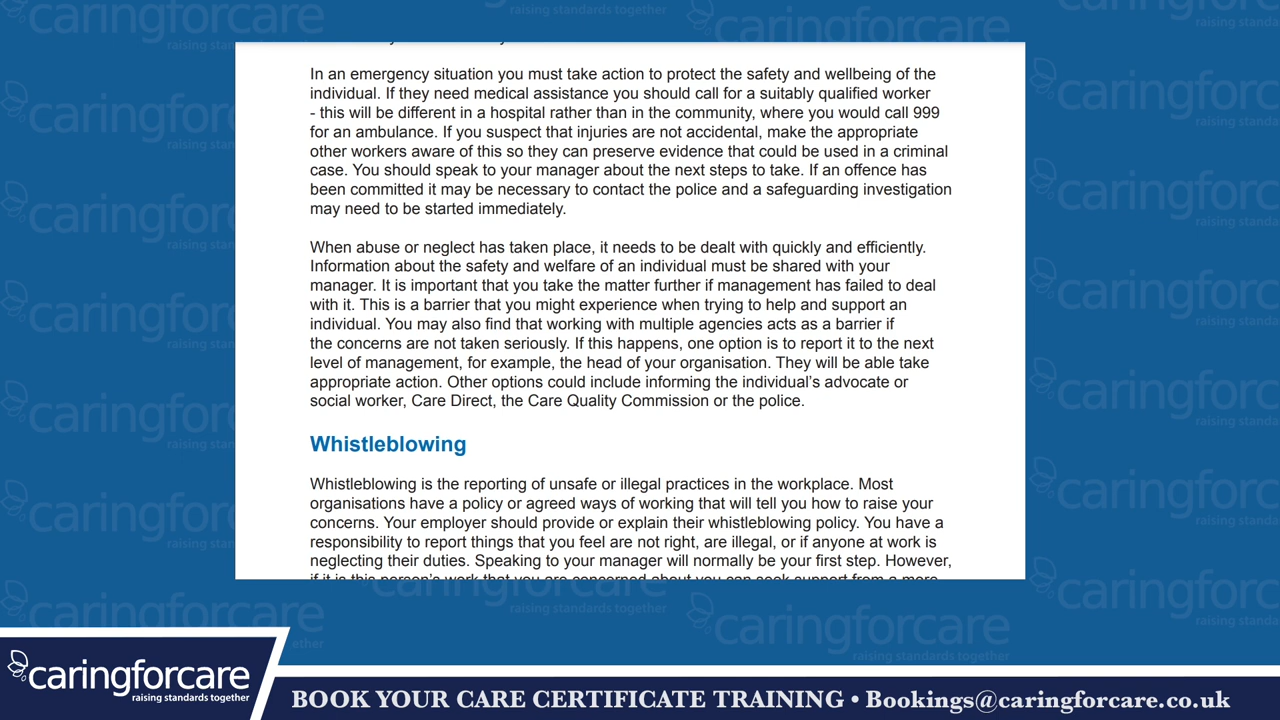 In an emergency situation you must take action to protect the safety and wellbeing of the
individual. If they need medical assistance you should call for a suitably qualified worker
- this will be different in a hospital rather than in the community, where you would call 999
for an ambulance. If you suspect that injuries are not accidental, make the appropriate
other workers aware of this so they can preserve evidence that could be used in a criminal
case. You should speak to your manager about the next steps to take. If an offence has
been committed it may be necessary to contact the police and a safeguarding investigation
may need to be started immediately.
When abuse or neglect has taken place, it needs to be dealt with quickly and efficiently.
Information about the safety and welfare of an individual must be shared with your
manager. It is important that you take the matter further if management has failed to deal
with it. This is a barrier that you might experience when trying to help and support an
individual. You may also find that working with multiple agencies acts as a barrier if
the concerns are not taken seriously. If this happens, one option is to report it to the next
level of management, for example, the head of your organisation. They will be able take
appropriate action. Other options could include informing the individual's advocate or
social worker, Care Direct, the Care Quality Commission or the police.
Whistleblowing
Whistleblowing is the reporting of unsafe or illegal practices in the workplace. Most
organisations have a policy or agreed ways of working that will tell you how to raise your
concerns. Your employer should provide or explain their whistleblowing policy. You have a
responsibility to report things that you feel are not right, are illegal, or if anyone at work is
neglecting their duties. Speaking to your manager will normally be your first step. However,
if it is this person's work that you are concerned about you can seek support from a more
caringforcare
raising standards together
BOOK YOUR CARE CERTIFICATE TRAINING • Bookings@caringforcare.co.uk